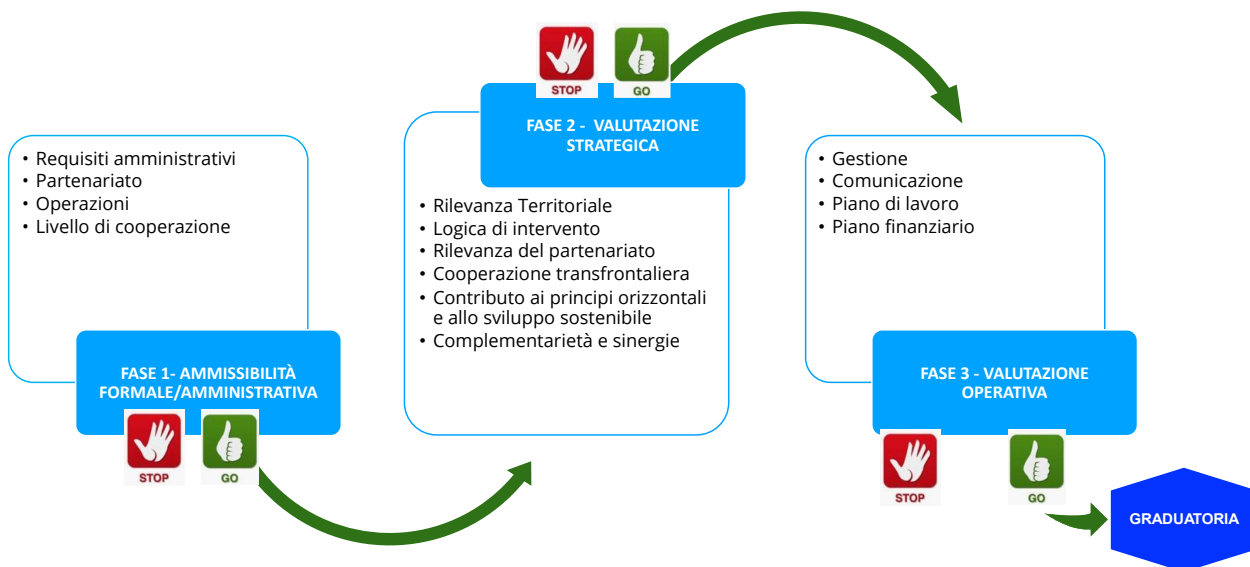 • Requisiti amministrativi
• Partenariato
• Operazioni
• Livello di cooperazione
FASE 1- AMMISSIBILITÀ
FORMALE/AMMINISTRATIVA
STOP
GO
STOP
GO
FASE 2 - VALUTAZIONE
STRATEGICA
• Rilevanza Territoriale
• Logica di intervento
• Rilevanza del partenariato
• Cooperazione transfrontaliera
• Contributo ai principi orizzontali
e allo sviluppo sostenibile
• Complementarietà e sinergie
• Gestione
• Comunicazione
• Piano di lavoro
• Piano finanziario
FASE 3 - VALUTAZIONE
OPERATIVA
STOP
GO
GRADUATORIA